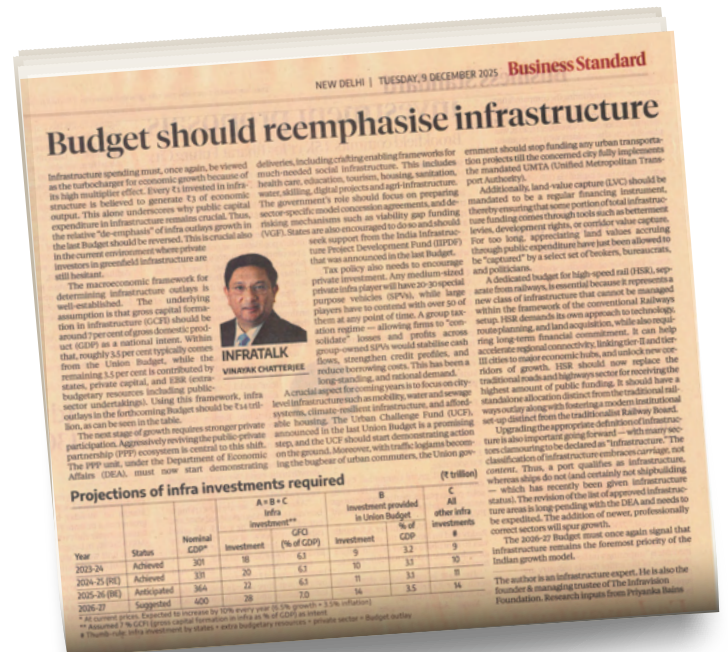 NEW DELHI | TUESDAY, 9 DECEMBER 2025 Business Standard
Budget should reemphasise infrastructure
Infrastructure spending must, once again, be viewed
as the turbocharger for economic growth because of
its high multiplier effect. Every ₹1 invested in infra-
structure is believed to generate ₹3 of economic
output. This alone underscores why public capital
expenditure in infrastructure remains crucial. Thus,
the relative "de-emphasis" of infra outlays growth in
the last Budget should be reversed. This is crucial also
in the current environment where private
investors in greenfield infrastructure are
still hesitant.
The macroeconomic framework for
determining infrastructure outlays is
well-established. The underlying
assumption is that gross capital forma-
tion in infrastructure (GCFI) should be
around 7 per cent of gross domestic prod-
uct (GDP) as a national intent. Within
that, roughly 3.5 per cent typically comes
from the Union Budget, while the
remaining 3.5 per cent is contributed by
states, private capital, and EBR (extra-
budgetary resources including public-
sector undertakings). Using this framework, infra
outlays in the forthcoming Budget should be ₹14 tril-
lion, as can be seen in the table.
The next stage of growth requires stronger private
participation. Aggressively reviving the public-private
partnership (PPP) ecosystem is central to this shift.
The PPP unit, under the Department of Economic
Affairs (DEA), must now start demonstrating
deliveries, including crafting enabling frameworks for
much-needed social infrastructure. This includes
health care, education, tourism, housing, sanitation,
water, skilling, digital projects and agri-infrastructure.
The government's role should focus on preparing
sector-specific model concession agreements, and de-
risking mechanisms such as viability gap funding
(VGF). States are also encouraged to do so and should
seek support from the India Infrastruc-
ture Project Development Fund (IIPDF)
that was announced in the last Budget.
Tax policy also needs to encourage
private investment. Any medium-sized
private infra player will have 20-30 special
purpose vehicles (SPVs), while large
players have to contend with over 50 of
them at any point of time. A group tax-
ation regime — allowing firms to "con-
solidate" losses and profits across
group-owned SPVs would stabilise cash
flows, strengthen credit profiles, and
reduce borrowing costs. This has been a
long-standing, and rational demand.
INFRATALK
VINAYAK CHATTERJEE
A crucial aspect for coming years is to focus on city-
level infrastructure such as mobility, water and sewage
systems, climate-resilient infrastructure, and afford-
able housing. The Urban Challenge Fund (UCF),
announced in the last Union Budget is a promising
step, and the UCF should start demonstrating action
on the ground. Moreover, with traffic logjams becom-
ing the bugbear of urban commuters, the Union gov-
ernment should stop funding any urban transporta-
tion projects till the concerned city fully implements
the mandated UMTA (Unified Metropolitan Trans-
port Authority).
Additionally, land-value capture (LVC) should be
mandated to be a regular financing instrument,
thereby ensuring that some portion of total infrastruc-
ture funding comes through tools such as betterment
levies, development rights, or corridor value capture.
For too long, appreciating land values accruing
through public expenditure have just been allowed to
be "captured" by a select set of brokers, bureaucrats,
and politicians.
A dedicated budget for high-speed rail (HSR), sep-
arate from railways, is essential because it represents a
new class of infrastructure that cannot be managed
within the framework of the conventional Railways
setup. HSR demands its own approach to technology,
route planning, and land acquisition, while also requir-
ing long-term financial commitment. It can help
accelerate regional connectivity, linking tier-II and tier-
III cities to major economic hubs, and unlock new cor-
ridors of growth. HSR should now replace the
traditional roads and highways sector for receiving the
highest amount of public funding. It should have a
standalone allocation distinct from the traditional rail-
ways outlay along with fostering a modern institutional
set-up distinct from the traditionalist Railway Board.
Upgrading the appropriate definition of infrastruc-
ture is also important going forward — with many sec-
tors clamouring to be declared as "infrastructure." The
classification of infrastructure embraces carriage, not
content. Thus, a port qualifies as infrastructure,
whereas ships do not (and certainly not shipbuilding
— which has recently been given infrastructure
status). The revision of the list of approved infrastruc-
ture areas is long-pending with the DEA and needs to
be expedited. The addition of newer, professionally
correct sectors will spur growth.
The 2026-27 Budget must once again signal that
infrastructure remains the foremost priority of the
Indian growth model.
The author is an infrastructure expert. He is also the
founder & managing trustee of The Infravision
Foundation. Research inputs from Priyanka Bains
Projections of infra investments required (₹ trillion)
A = B + C B C
Infra investment** Investment provided in Union Budget All other infra investments #
Year Status Nominal GDP* Investment GFCI (% of GDP) Investment % of GDP
2023-24 Achieved 301 18 6.1 9 3.2 9
2024-25 (RE) Achieved 331 20 6.1 10 3.1 10
2025-26 (BE) Anticipated 364 22 6.1 11 3.1 11
2026-27 Suggested 400 28 7.0 14 3.5 14
* At current prices. Expected to increase by 10% every year (6.5% growth + 3.5% inflation)
** Assumed 7 % GCFI (gross capital formation in infra as % of GDP) as intent
# Thumb-rule: Infra investment by states + extra budgetary resources + private sector = Budget outlay